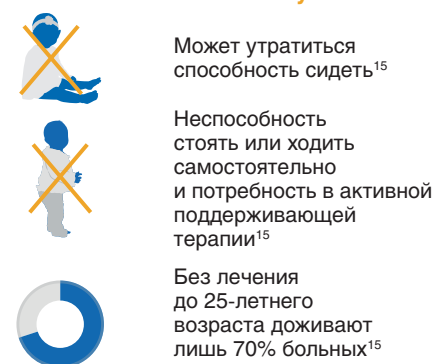 Может утратиться
способность сидеть¹⁵
Неспособность
стоять или ходить
самостоятельно
и потребность в активной
поддерживающей
терапии¹⁵
Без лечения
до 25-летнего
возраста доживают
лишь 70% больных¹⁵